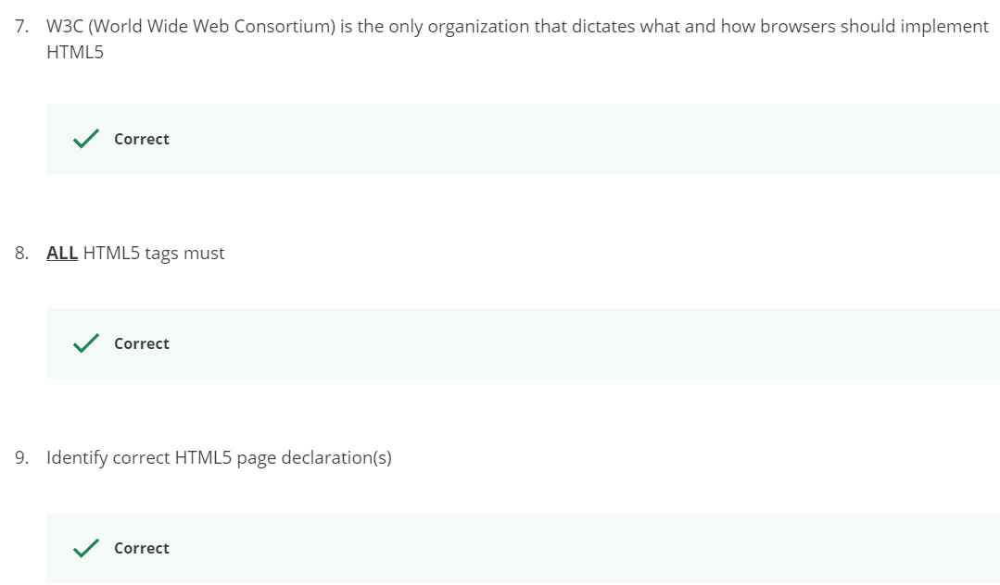 7. W3C (World Wide Web Consortium) is the only organization that dictates what and how browsers should implement
HTML5
Correct
8. ALL HTML5 tags must
Correct
9. Identify correct HTML5 page declaration(s)
Correct